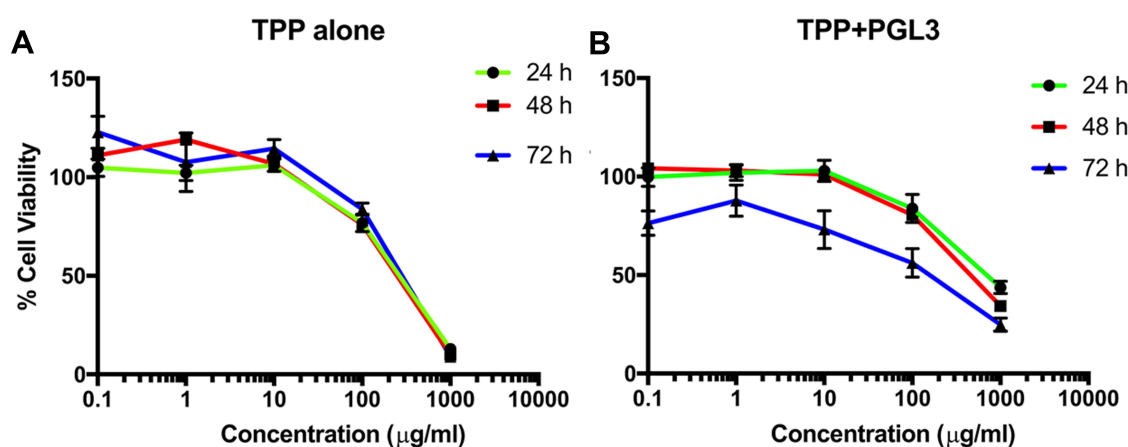 A
TPP alone
24 h
48 h
72 h
150
100
50
0
% Cell Viability
0.1 1 10 100 1000 10000
Concentration (μg/ml)
B
TPP+PGL3
24 h
48 h
72 h
150
100
50
0
0.1 1 10 100 1000 10000
Concentration (μg/ml)